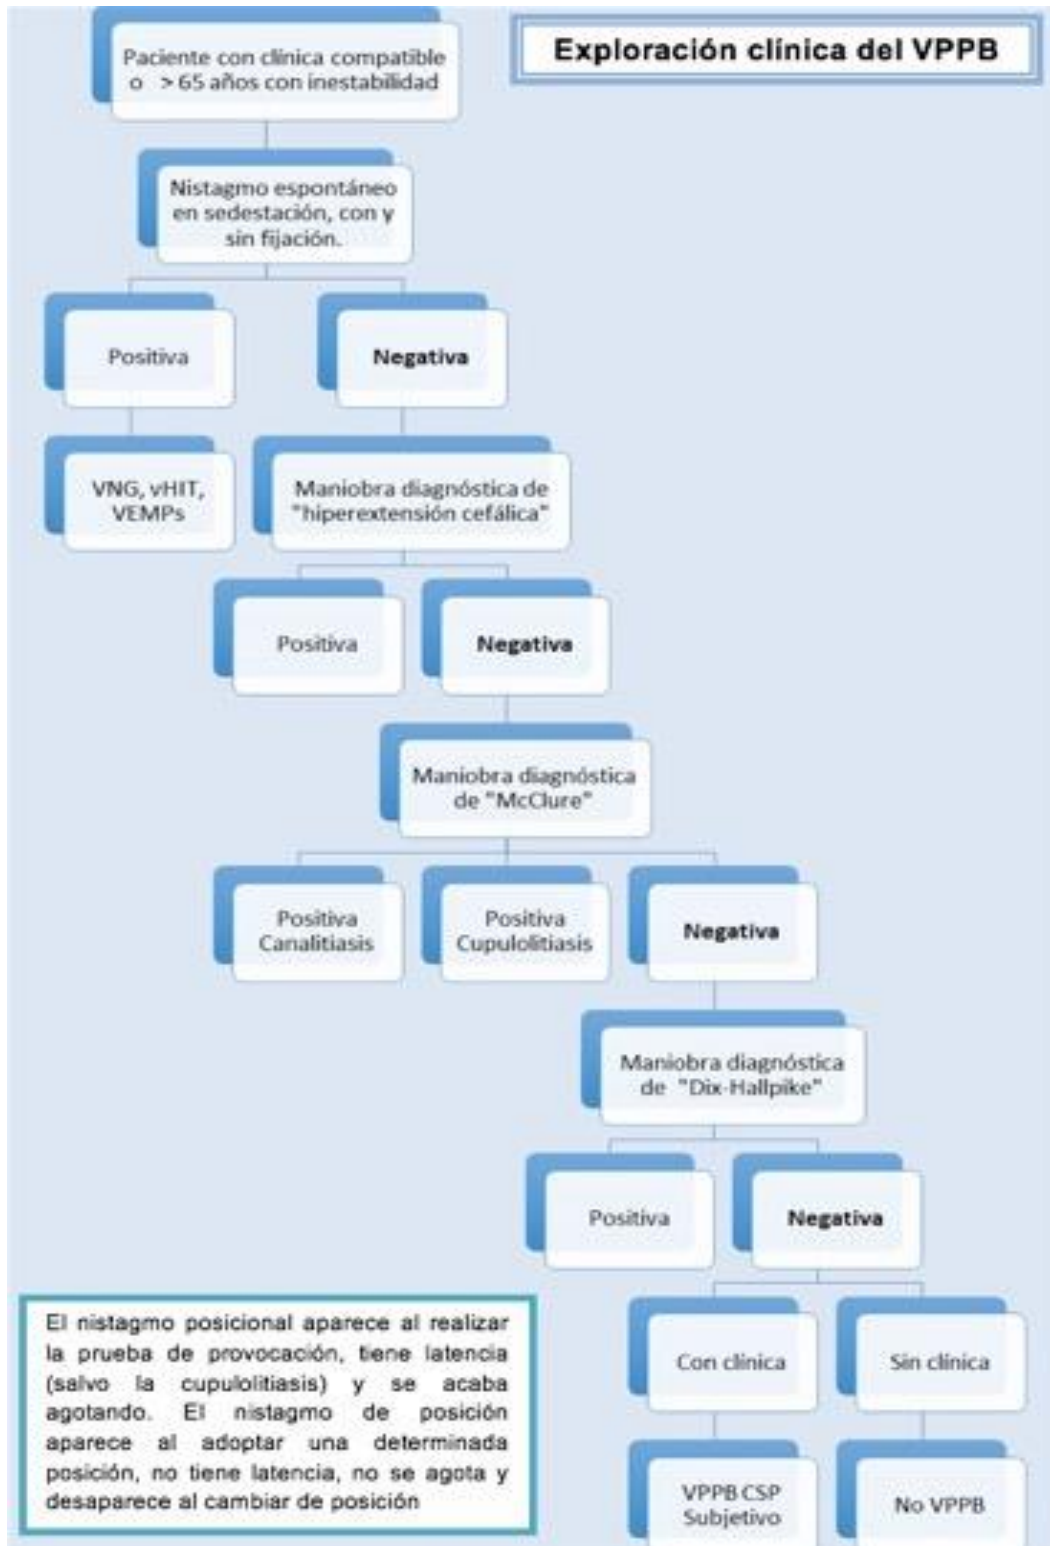 Exploración clínica del VPPB
Paciente con clínica compatible
o > 65 años con inestabilidad
Nistagmo espontáneo
en sedestación, con y
sin fijación.
Positiva
Negativa
VNG, vHIT,
VEMPs
Maniobra diagnóstica de
"hiperextensión cefálica"
Positiva
Negativa
Maniobra diagnóstica
de "McClure"
Positiva
Canalitiasis
Positiva
Cupulolitiasis
Negativa
Maniobra diagnóstica
de "Dix-Hallpike"
Positiva
Negativa
Con clínica
Sin clínica
VPPB CSP
Subjetivo
No VPPB
El nistagmo posicional aparece al realizar
la prueba de provocación, tiene latencia
(salvo la cupulolitiasis) y se acaba
agotando. El nistagmo de posición
aparece al adoptar una determinada
posición, no tiene latencia, no se agota y
desaparece al cambiar de posición